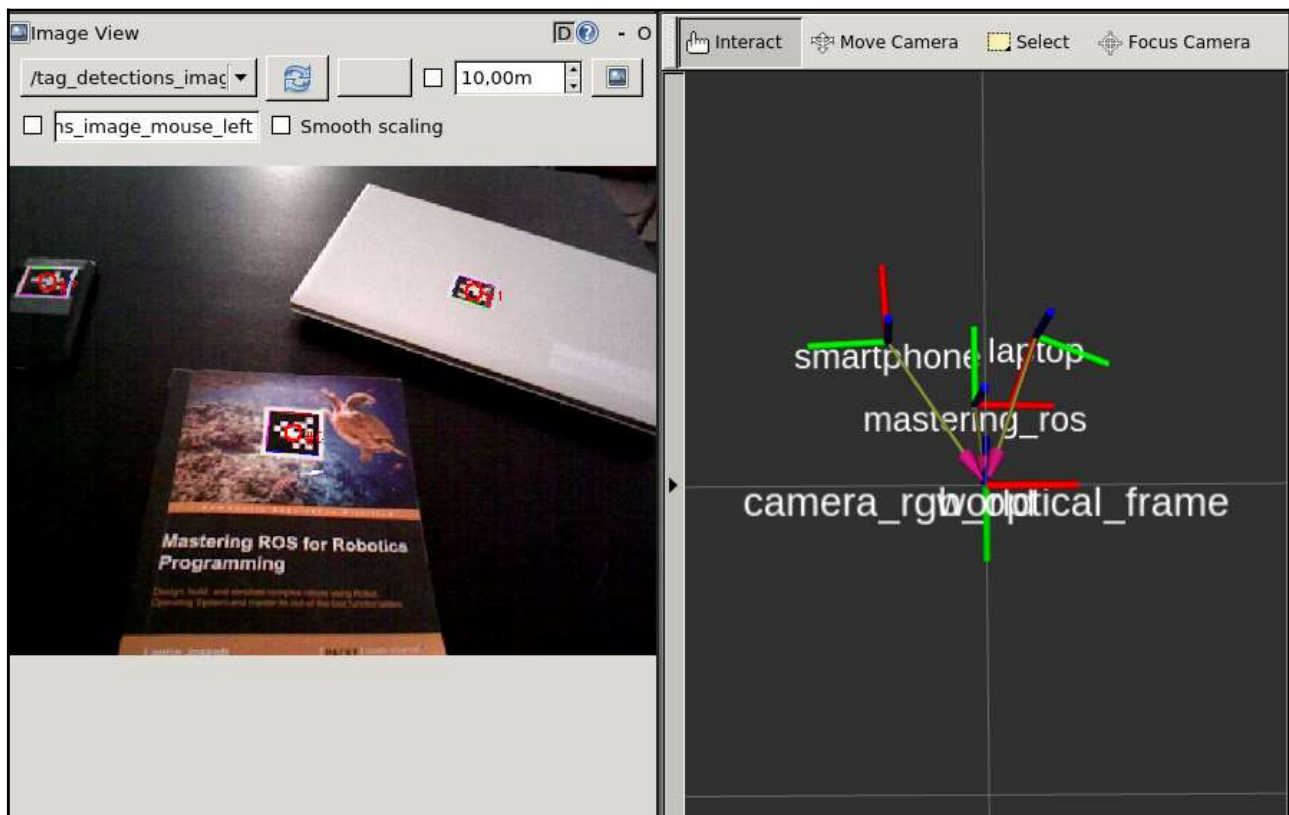 Image View
D ? - O
/tag_detections_imag
10,00m
ns_image_mouse_left
Smooth scaling
Mastering ROS for Robotics
Programming
Interact Move Camera Select Focus Camera
smartphone laptop
mastering_ros
camera_rgb_optical_frame
world